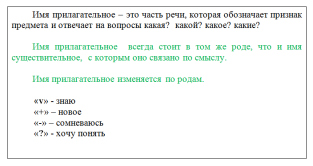 Имя прилагательное – это часть речи, которая обозначает признак
предмета и отвечает на вопросы какая? какой? какое? какие?
Имя прилагательное всегда стоит в том же роде, что и имя
существительное, с которым оно связано по смыслу.
Имя прилагательное изменяется по родам.
«v» - знаю
«+» – новое
«-» – сомневаюсь
«?» - хочу понять